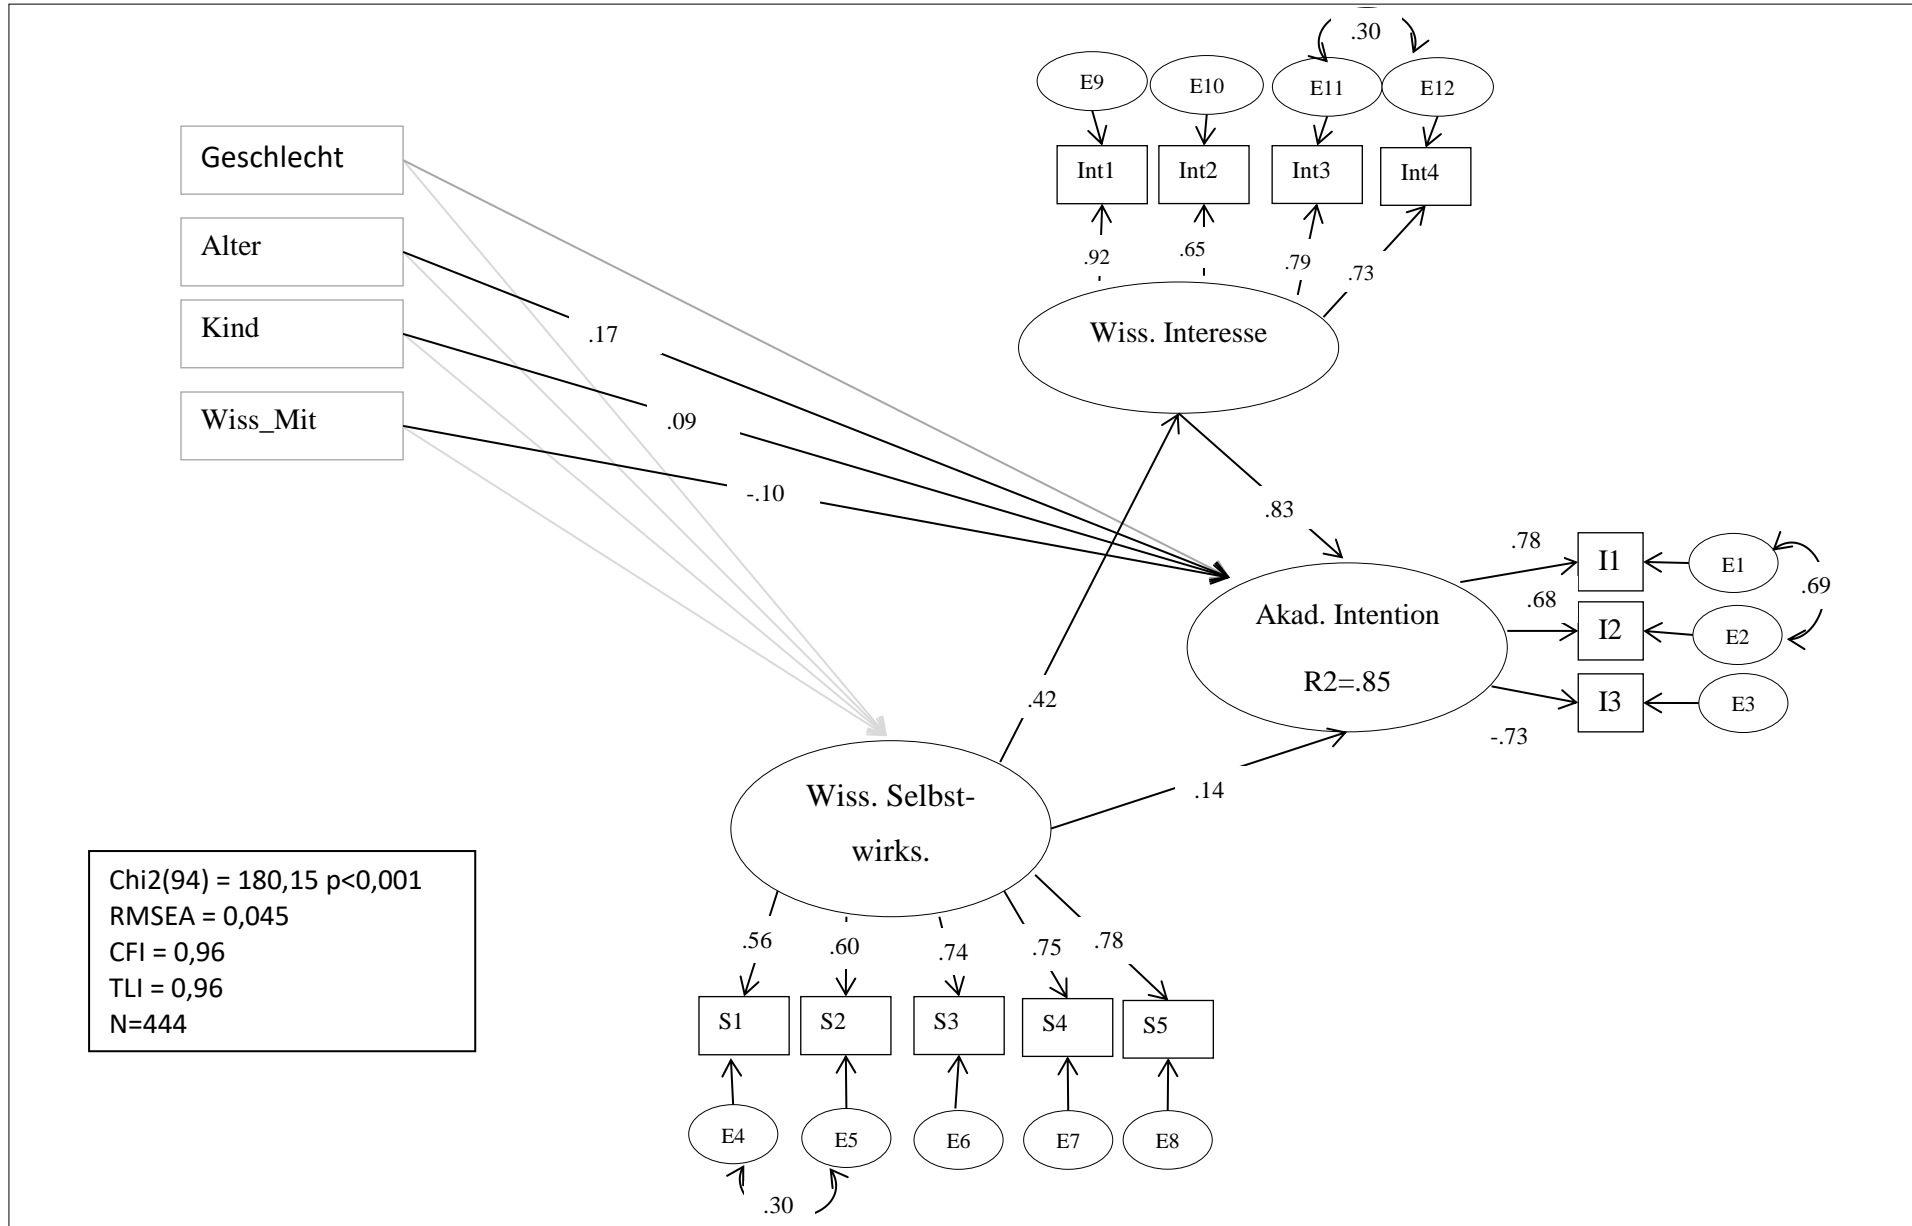 .30
E9
E10
E11
E12
Geschlecht
Int1
Int2
Int3
Int4
Alter
.92
.65
.79
.73
Kind
.17
Wiss. Interesse
Wiss_Mit
.09
-.10
.83
.78
I1
E1
.69
.68
Akad. Intention
I2
E2
R2=.85
.42
I3
E3
-.73
.14
Wiss. Selbst-
wirks.
Chi2(94) = 180,15 p<0,001
RMSEA = 0,045
CFI = 0,96
TLI = 0,96
N=444
.56
.60
.74
.75
.78
S1
S2
S3
S4
S5
E4
E5
E6
E7
E8
.30